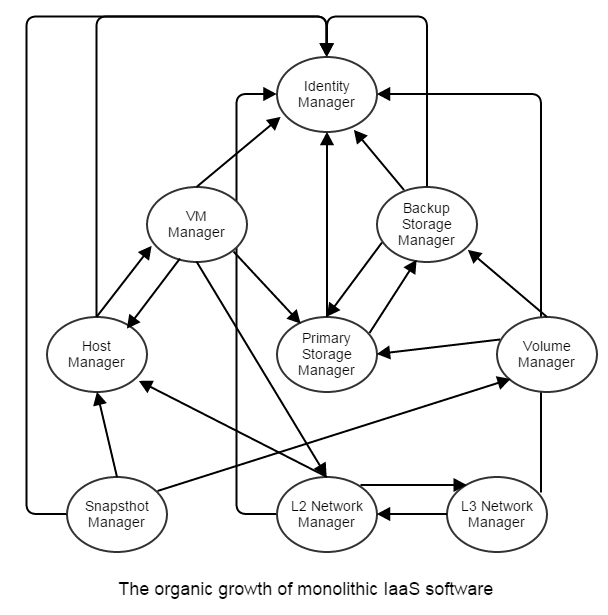 Identity
Manager
VM
Manager
Backup
Storage
Manager
Host
Manager
Primary
Storage
Manager
Volume
Manager
Snapsthot
Manager
L2 Network
Manager
L3 Network
Manager
The organic growth of monolithic IaaS software